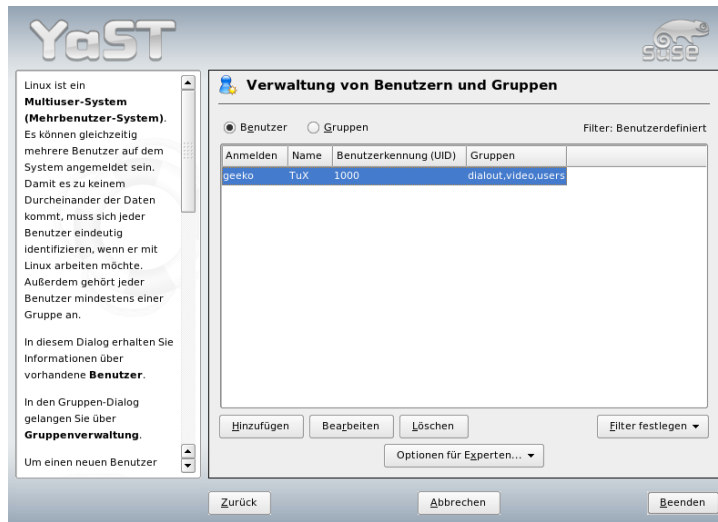 YaST
SUSE
Linux ist ein
Multiuser-System
(Mehrbenutzer-System).
Es können gleichzeitig
mehrere Benutzer auf dem
System angemeldet sein.
Damit es zu keinem
Durcheinander der Daten
kommt, muss sich jeder
Benutzer eindeutig
identifizieren, wenn er mit
Linux arbeiten möchte.
Außerdem gehört jeder
Benutzer mindestens einer
Gruppe an.
In diesem Dialog erhalten Sie
Informationen über
vorhandene Benutzer.
In den Gruppen-Dialog
gelangen Sie über
Gruppenverwaltung.
Um einen neuen Benutzer
Verwaltung von Benutzern und Gruppen
Benutzer Gruppen Filter: Benutzerdefiniert
Anmelden Name Benutzerkennung (UID) Gruppen
geeko TuX 1000 dialout,video,users
Hinzufügen Bearbeiten Löschen Filter festlegen
Optionen für Experten...
Zurück Abbrechen Beenden